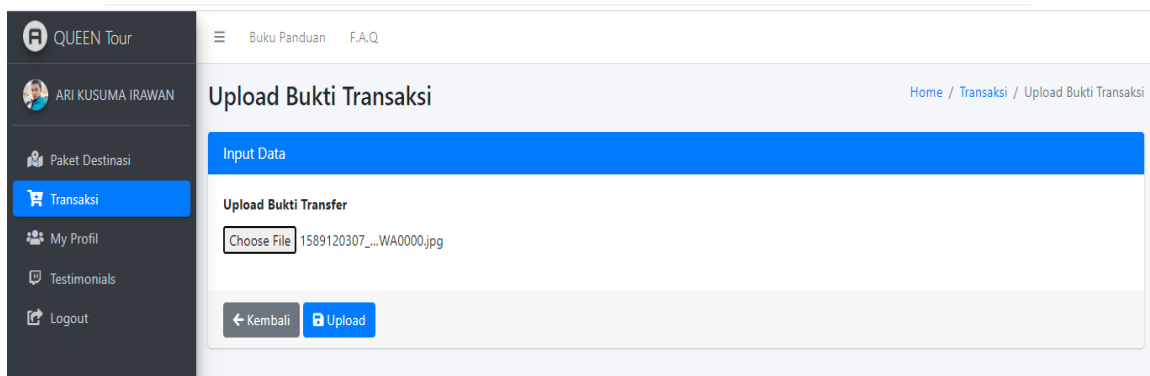 QUEEN Tour
Buku Panduan F.A.Q
ARI KUSUMA IRAWAN
Upload Bukti Transaksi
Home / Transaksi / Upload Bukti Transaksi
Paket Destinasi
Transaksi
My Profil
Testimonials
Logout
Input Data
Upload Bukti Transfer
Choose File 1589120307_...WA0000.jpg
Kembali Upload